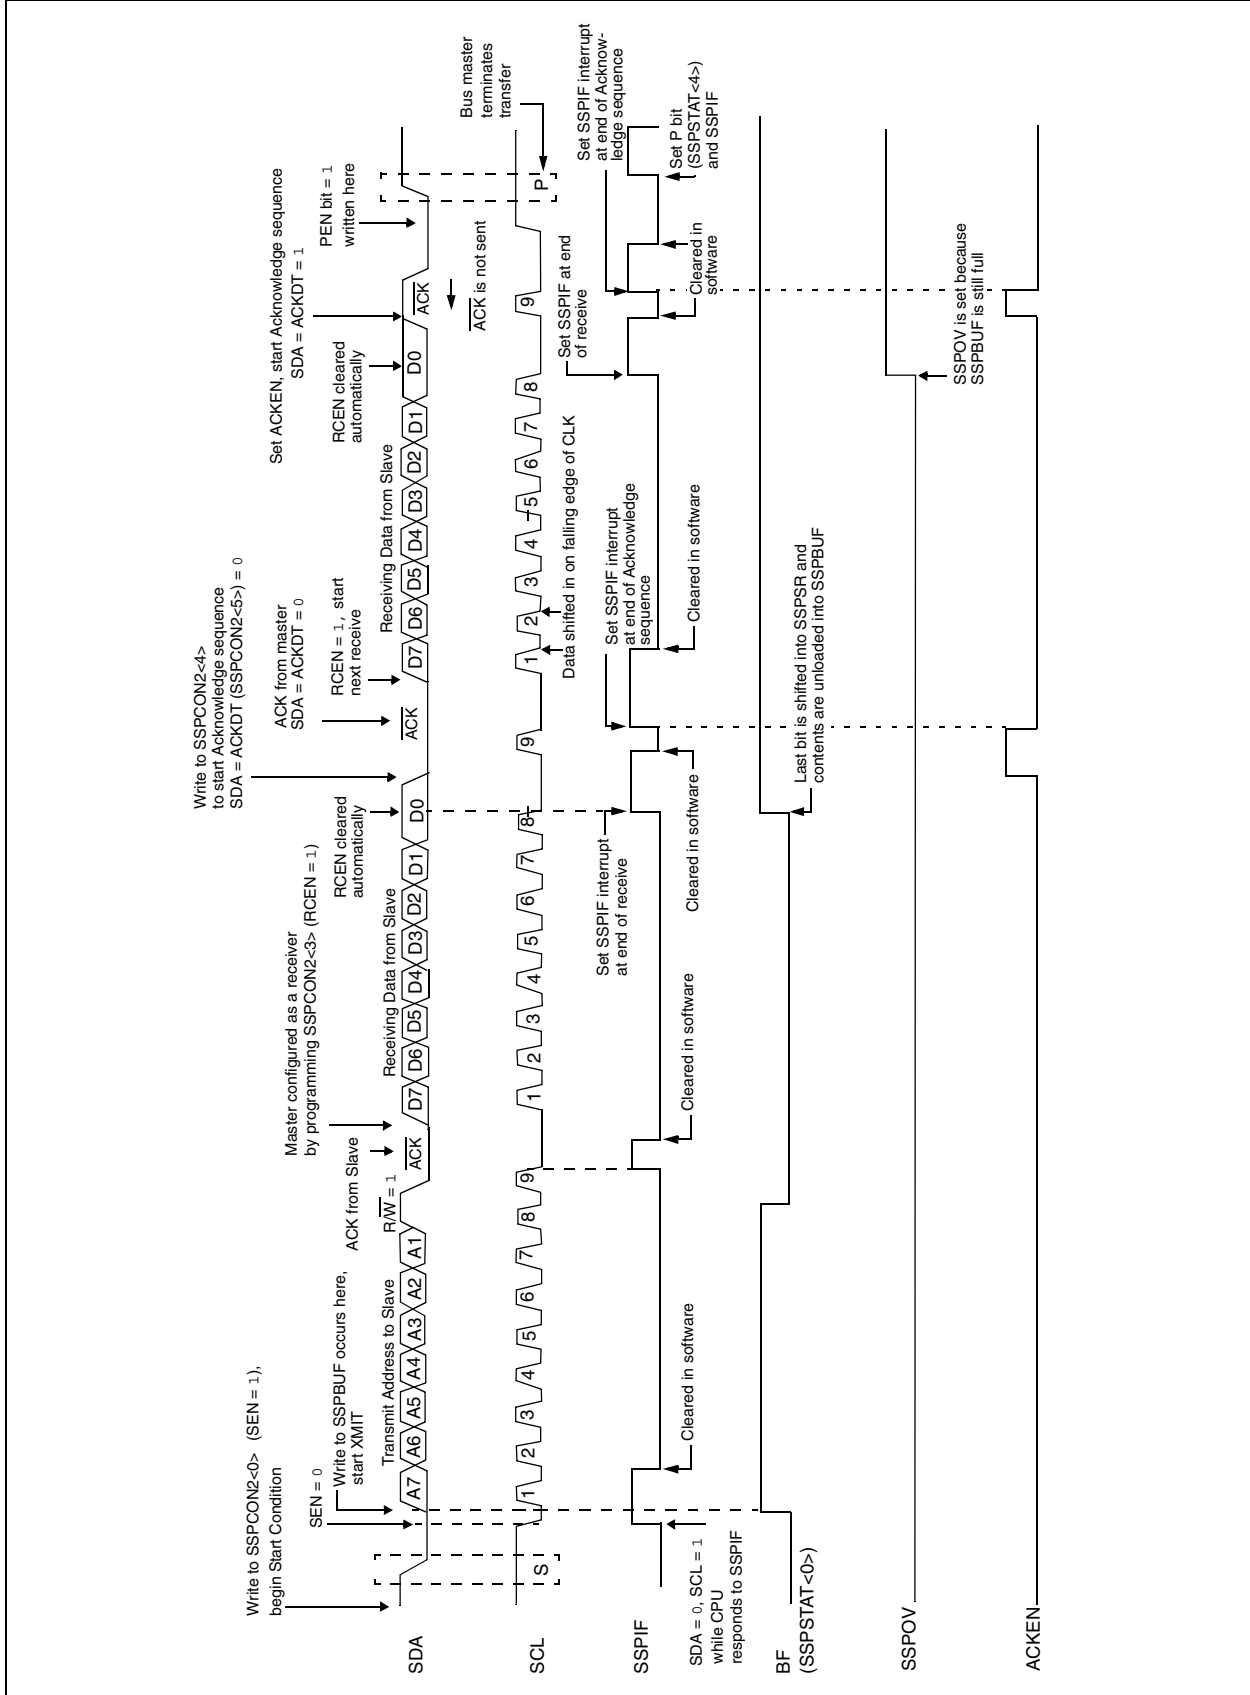 Write to SSPCON2<0> (SEN = 1),
begin Start Condition
SEN = 0
Write to SSPBUF occurs here,
start XMIT
Transmit Address to Slave
R/W = 1
ACK from Slave
Master configured as a receiver
by programming SSPCON2<3> (RCEN = 1)
Receiving Data from Slave
RCEN cleared
automatically
Write to SSPCON2<4>
to start Acknowledge sequence
SDA = ACKDT (SSPCON2<5>) = 0
ACK from master
SDA = ACKDT = 0
RCEN = 1, start
next receive
Receiving Data from Slave
RCEN cleared
automatically
Set ACKEN, start Acknowledge sequence
SDA = ACKDT = 1
PEN bit = 1
written here
SDA
A7 A6 A5 A4 A3 A2 A1
ACK
D7 D6 D5 D4 D3 D2 D1 D0
ACK
D7 D6 D5 D4 D3 D2 D1 D0
ACK
ACK is not sent
Bus master
terminates
transfer
SCL
S
1 2 3 4 5 6 7 8 9
1 2 3 4 5 6 7 8
9
1 2 3 4 5 6 7 8
9
P
Data shifted in on falling edge of CLK
Set SSPIF interrupt
at end of receive
Set SSPIF interrupt
at end of Acknowledge
sequence
Set SSPIF at end
of receive
Set SSPIF interrupt
at end of Acknow-
ledge sequence
SSPIF
SDA = 0, SCL = 1
while CPU
responds to SSPIF
Cleared in software
Cleared in software
Cleared in software
Cleared in software
Cleared in
software
Set P bit
(SSPSTAT<4>)
and SSPIF
BF
(SSPSTAT<0>)
Last bit is shifted into SSPSR and
contents are unloaded into SSPBUF
SSPOV
SSPOV is set because
SSPBUF is still full
ACKEN